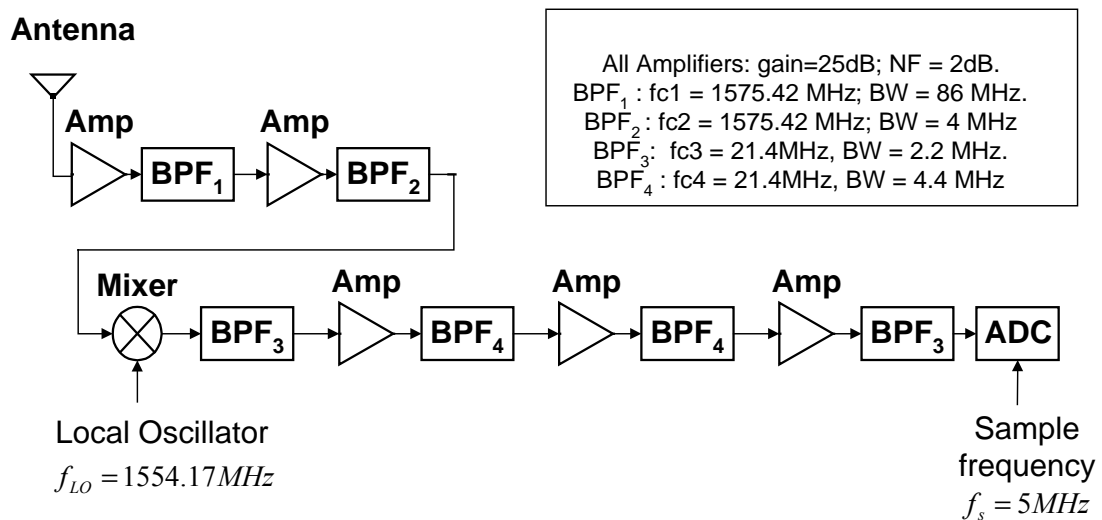 Antenna
All Amplifiers: gain=25dB; NF = 2dB.
BPF1 : fc1 = 1575.42 MHz; BW = 86 MHz.
BPF2 : fc2 = 1575.42 MHz; BW = 4 MHz
BPF3:  fc3 = 21.4MHz, BW = 2.2 MHz.
BPF4 : fc4 = 21.4MHz, BW = 4.4 MHz
Amp
Amp
BPF1
BPF2
Mixer
Amp
Amp
Amp
BPF3
BPF4
BPF4
BPF3
ADC
Local Oscillator
fLO = 1554.17MHz
Sample
frequency
fs = 5MHz